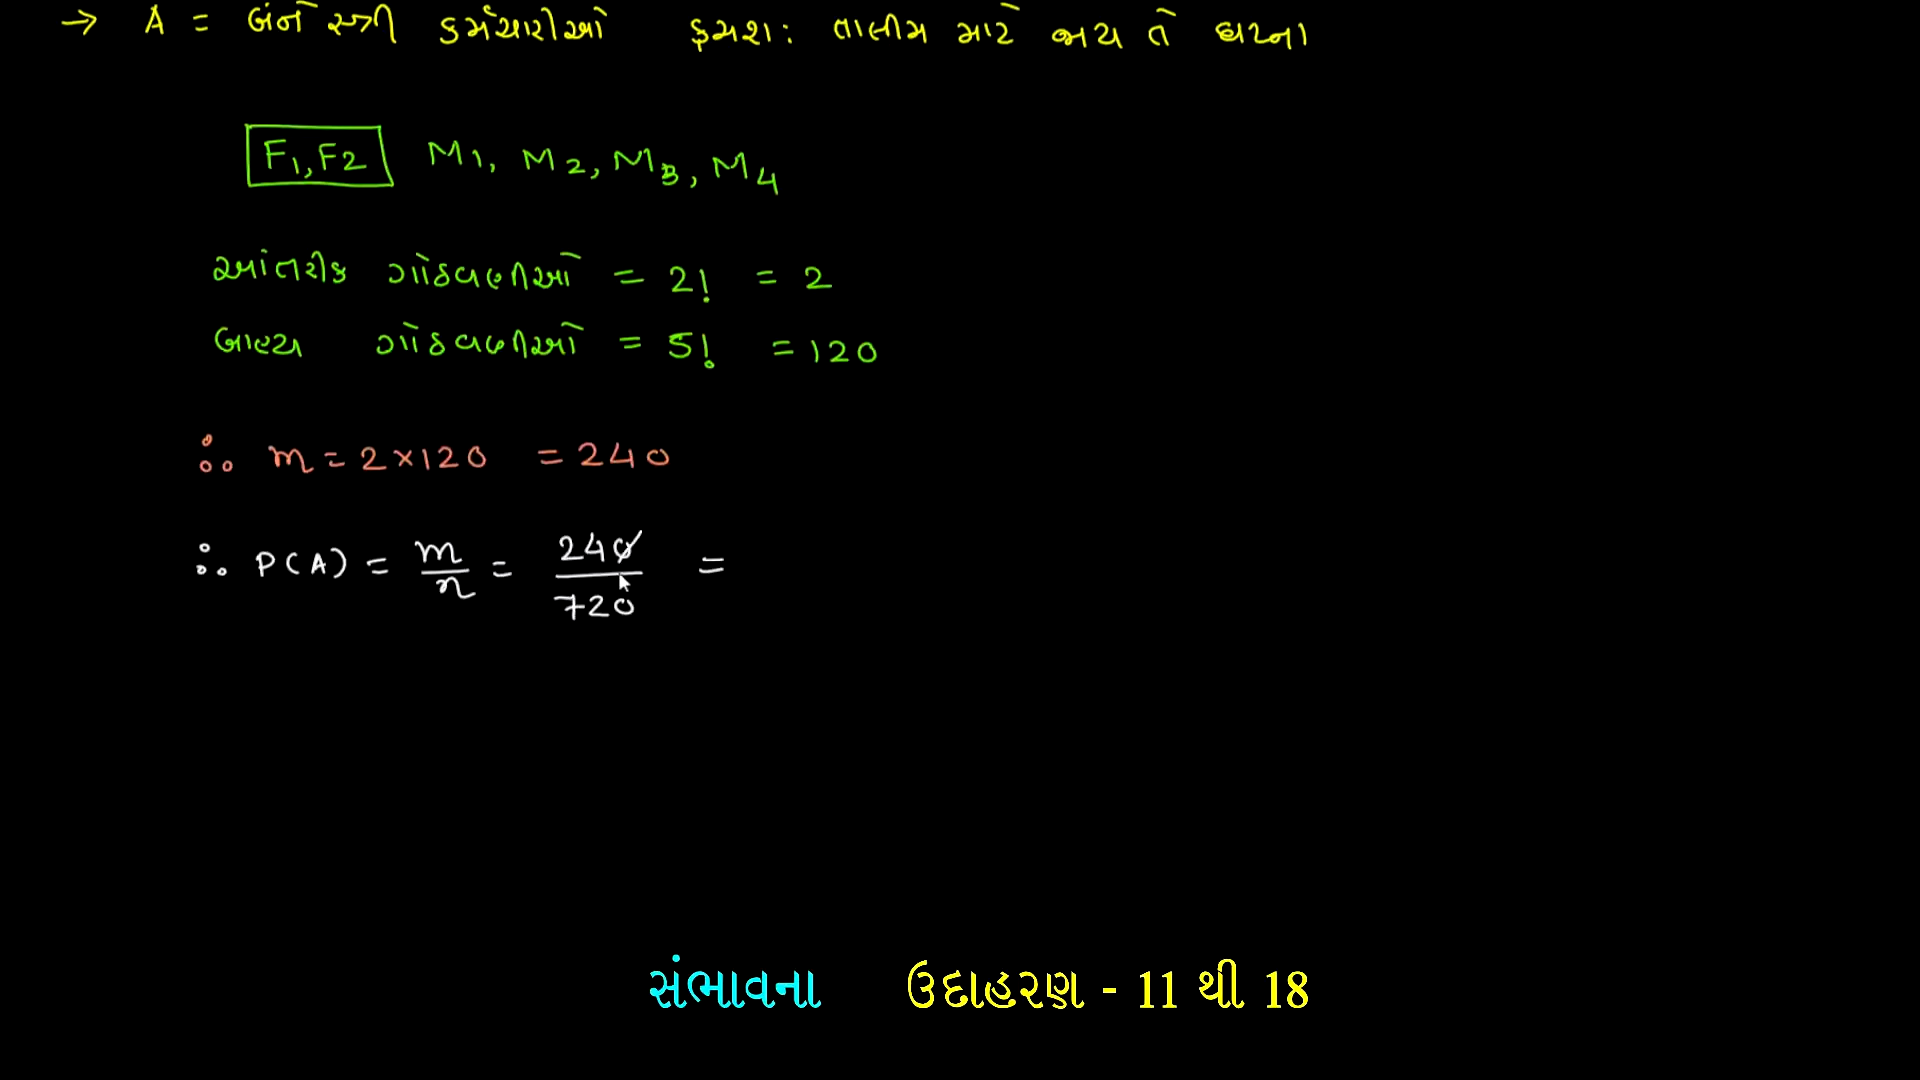 → A = બંને સ્ત્રી કર્મચારીઓ ક્રમશઃ તાલીમ માટે જાય તે ઘટના
F1, F2 M1, M2, M3, M4
આંતરીક ગોઠવણીઓ = 2! = 2
બાહ્ય ગોઠવણીઓ = 5! = 120
∴ m = 2 × 120 = 240
∴ P(A) = m/n = 240/720 =
સંભાવના ઉદાહરણ - 11 થી 18